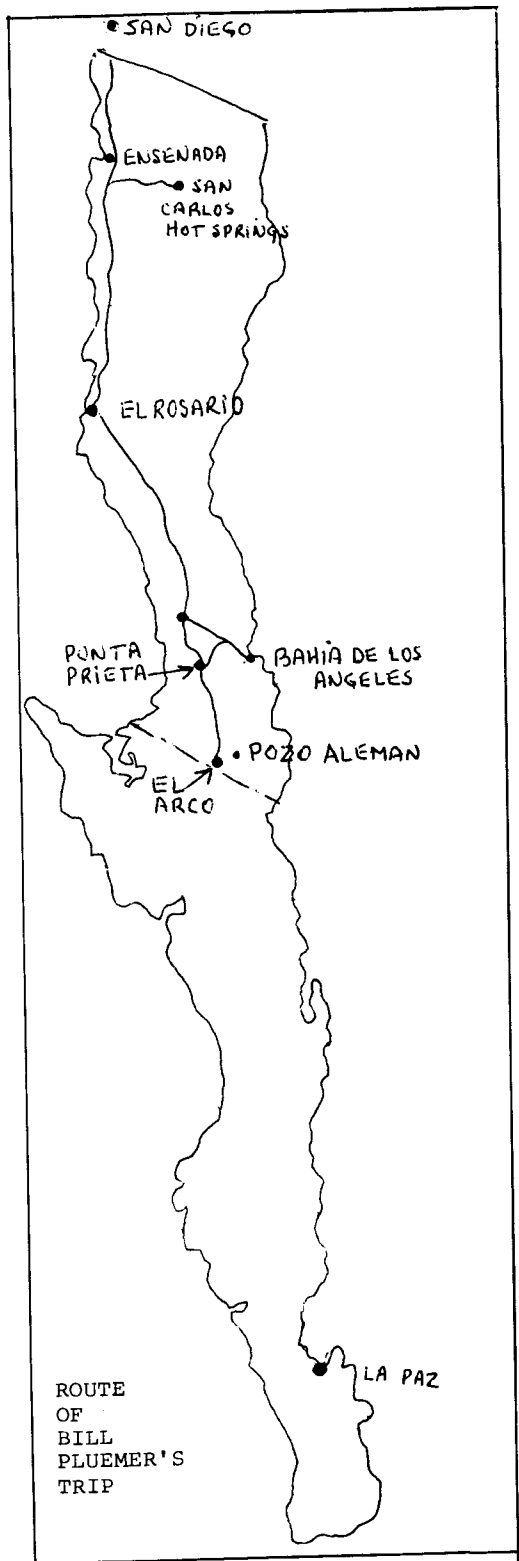 SAN DiEGO
ENSENADA
SAN
CARLOS
HOT SPRiNGS
EL ROSARiO
PUNTA
PRIETA
BAHiA DE LOS
ANGELES
POZO ALEMAN
EL
ARCO
LA PAZ
ROUTE
OF
BILL
PLUEMER'S
TRIP